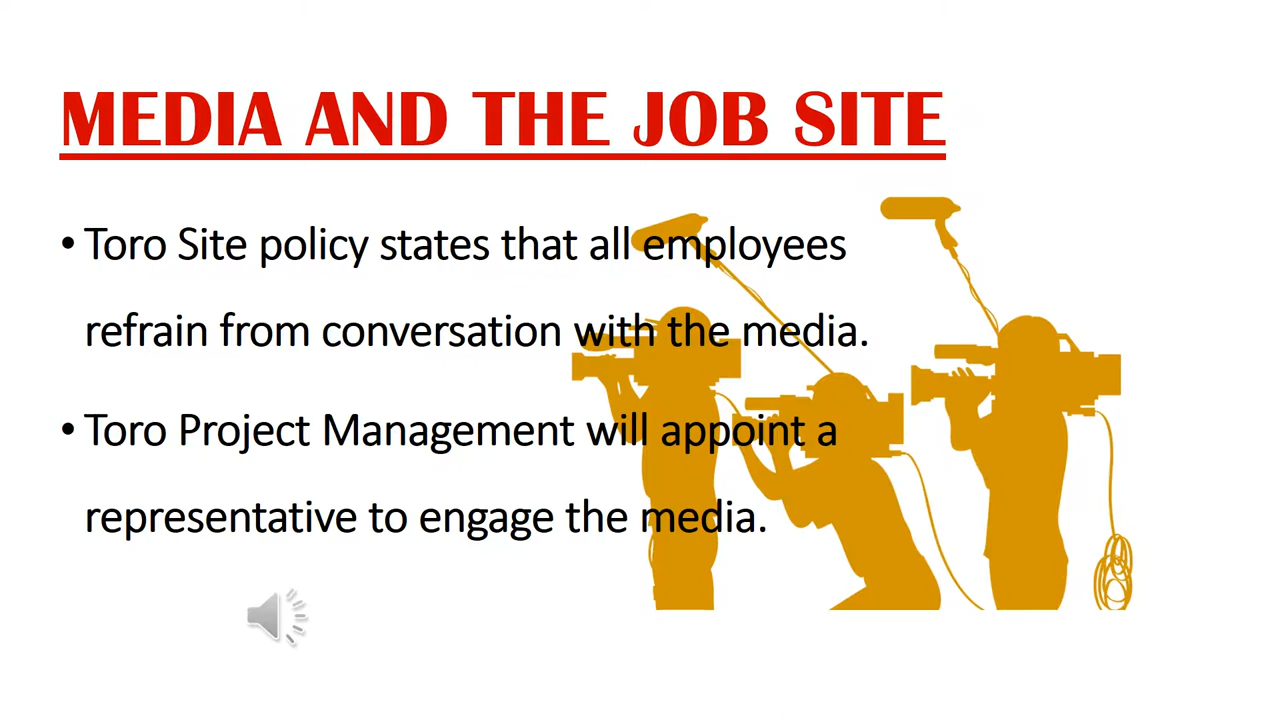 MEDIA AND THE JOB SITE
• Toro Site policy states that all employees
refrain from conversation with the media.
• Toro Project Management will appoint a
representative to engage the media.